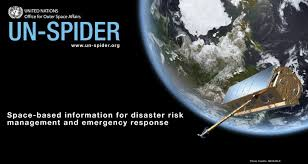 UNITED NATIONS
Office for Outer Space Affairs
UN-SPIDER
www.un-spider.org
Space-based information for disaster risk
management and emergency response